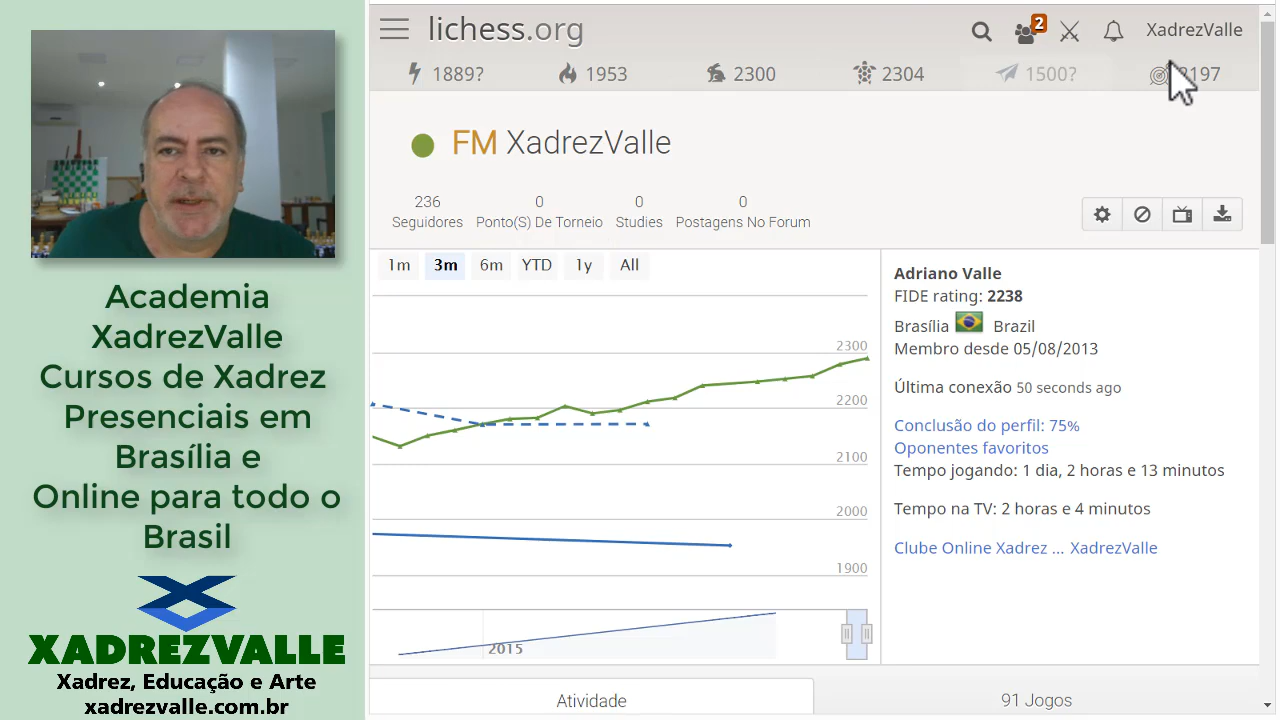 Academia
XadrezValle
Cursos de Xadrez
Presenciais em
Brasília e
Online para todo o
Brasil
XADREZVALLE
Xadrez, Educação e Arte
xadrezvalle.com.br
lichess.org
2
XadrezValle
1889?
1953
2300
2304
1500?
FM XadrezValle
236
Seguidores
0
Ponto(S) De Torneio
0
Studies
0
Postagens No Forum
1m
3m
6m
YTD
1y
All
2300
2200
2100
2000
1900
2015
Adriano Valle
FIDE rating: 2238
Brasília Brazil
Membro desde 05/08/2013
Última conexão 50 seconds ago
Conclusão do perfil: 75%
Oponentes favoritos
Tempo jogando: 1 dia, 2 horas e 13 minutos
Tempo na TV: 2 horas e 4 minutos
Clube Online Xadrez ... XadrezValle
Atividade
91 Jogos